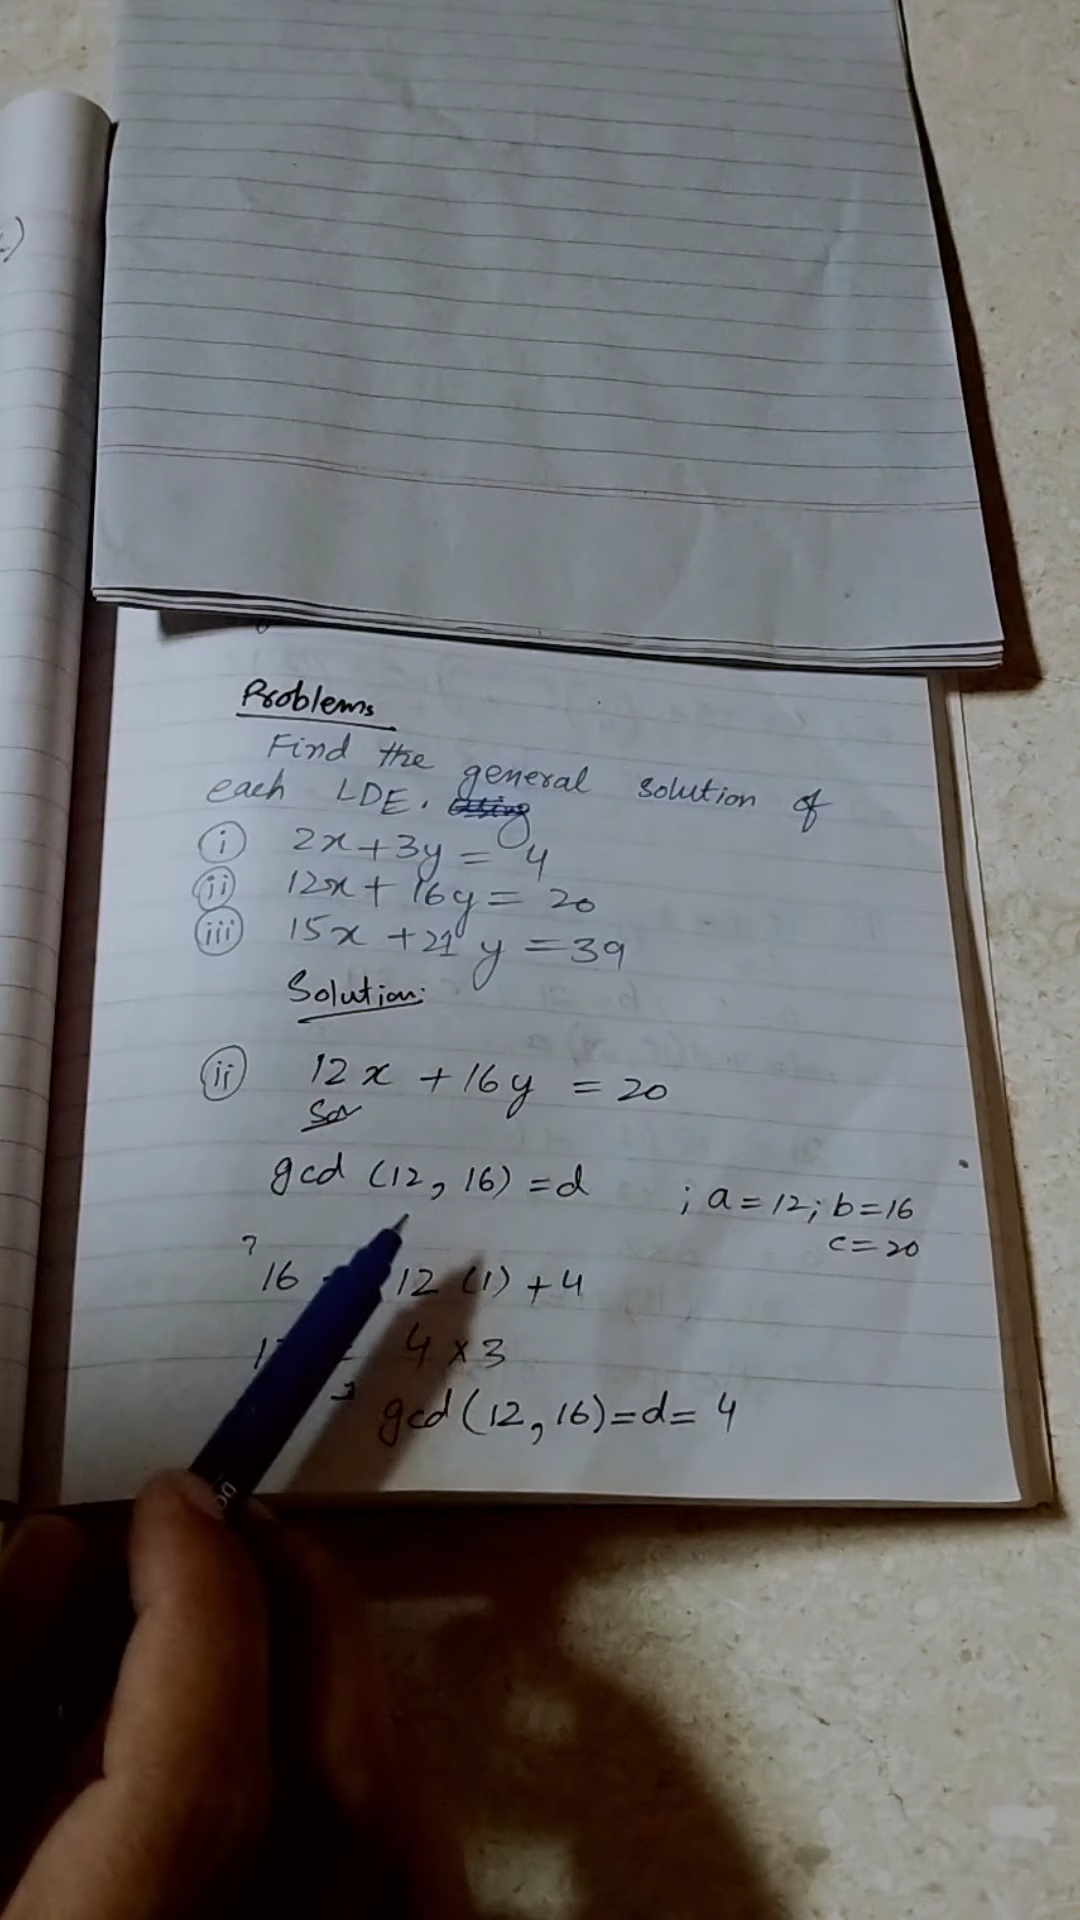 Problems
Find the general solution of
each LDE.
(i) 2x+3y = 4
(ii) 12x + 16y = 20
(iii) 15x + 21y = 39
Solution:
(ii) 12x + 16y = 20
Sol
gcd (12, 16) = d ; a = 12; b = 16
c = 20
16 12 (1) + 4
4 x 3
gcd (12, 16) = d = 4